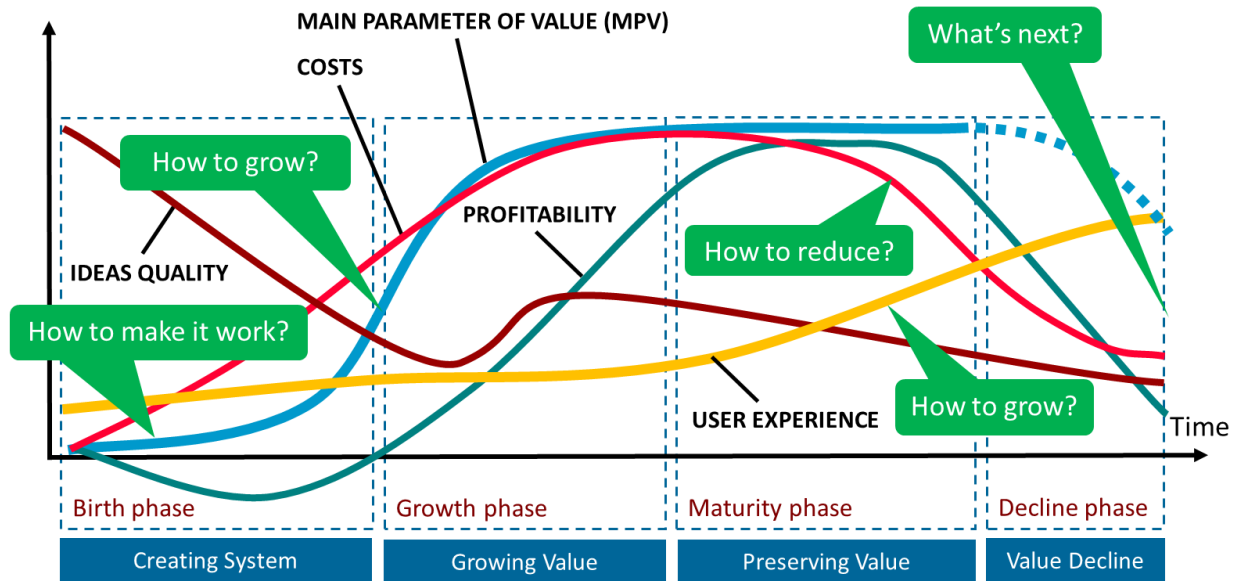 MAIN PARAMETER OF VALUE (MPV)
What's next?
COSTS
How to grow?
PROFITABILITY
How to reduce?
IDEAS QUALITY
How to make it work?
How to grow?
USER EXPERIENCE
Time
Birth phase
Growth phase
Maturity phase
Decline phase
Creating System
Growing Value
Preserving Value
Value Decline